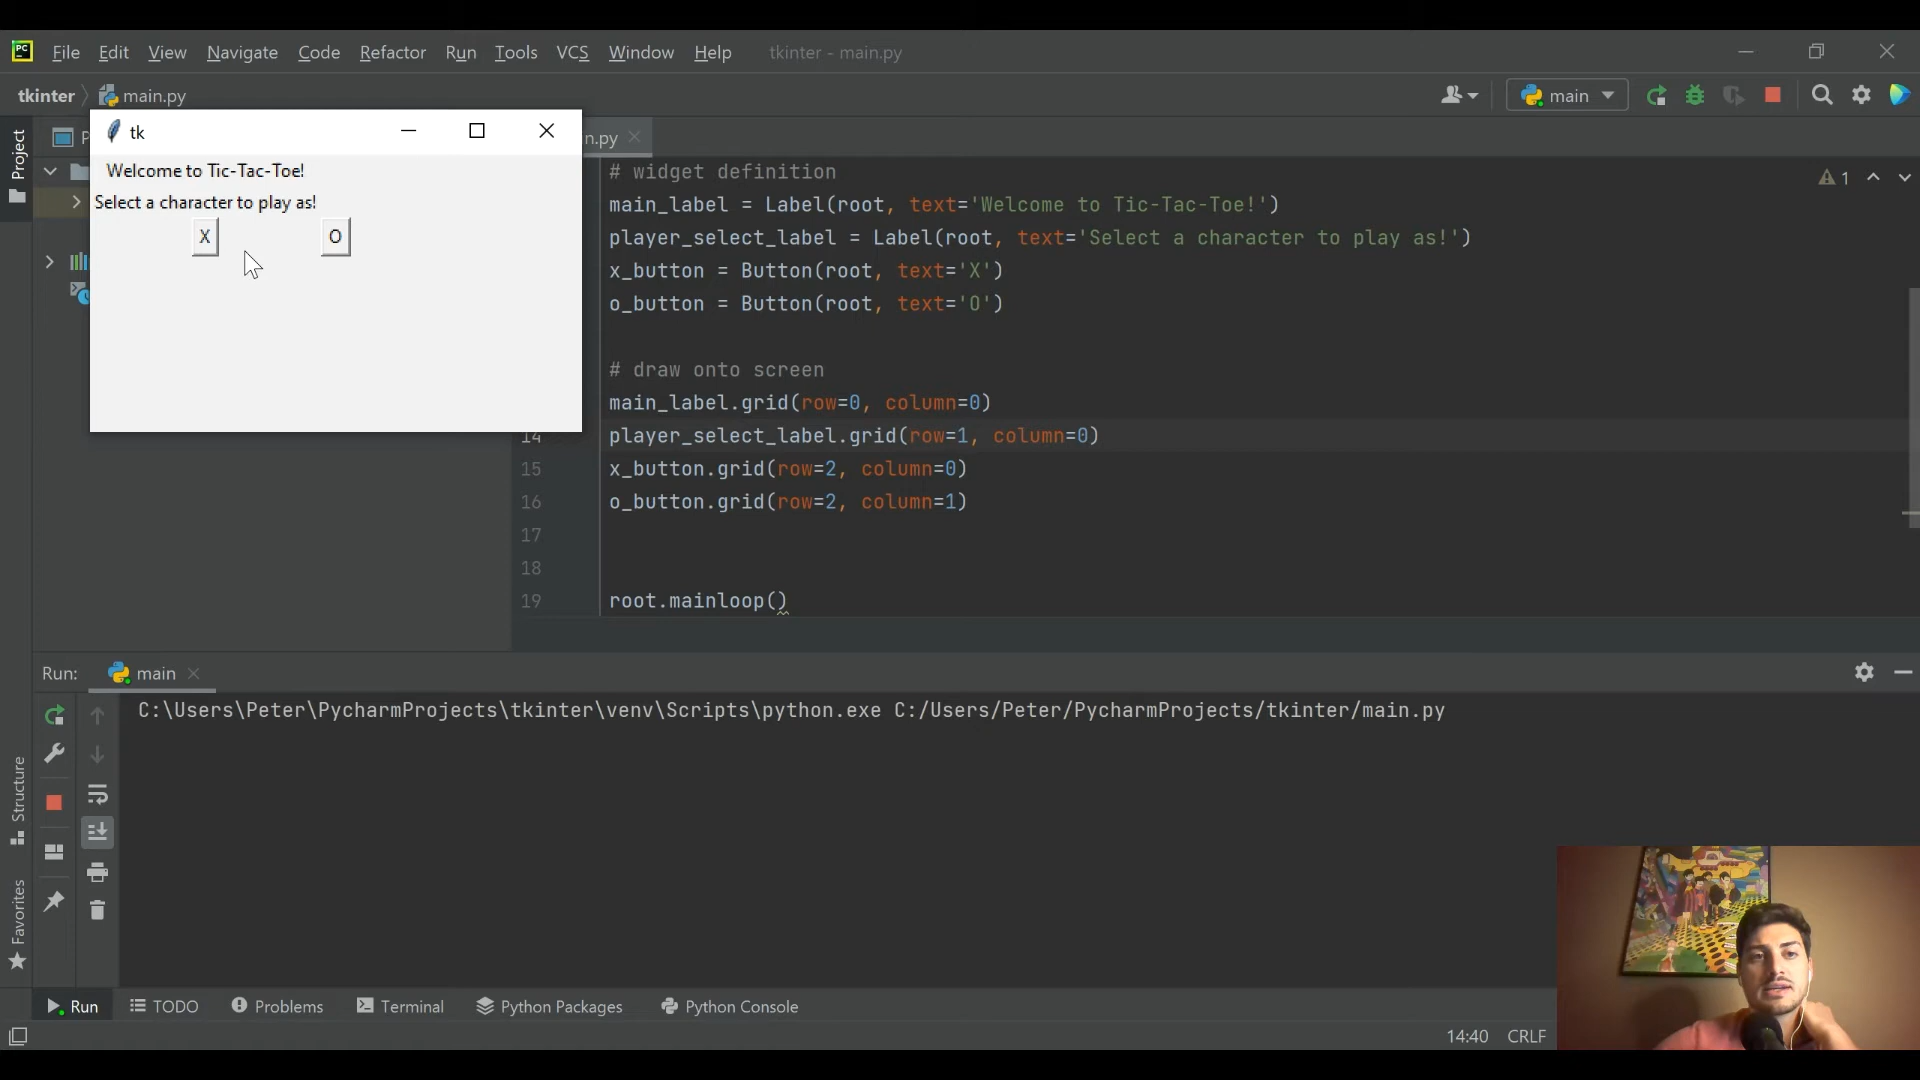 PC File Edit View Navigate Code Refactor Run Tools VCS Window Help tkinter - main.py
tkinter main.py main
tk
n.py
Welcome to Tic-Tac-Toe!
Select a character to play as!
X O
Project
P
# widget definition
main_label = Label(root, text='Welcome to Tic-Tac-Toe!')
player_select_label = Label(root, text='Select a character to play as!')
x_button = Button(root, text='X')
o_button = Button(root, text='O')
# draw onto screen
main_label.grid(row=0, column=0)
14 player_select_label.grid(row=1, column=0)
15 x_button.grid(row=2, column=0)
16 o_button.grid(row=2, column=1)
17
18
19 root.mainloop()
1
Run: main
C:\Users\Peter\PycharmProjects\tkinter\venv\Scripts\python.exe C:/Users/Peter/PycharmProjects/tkinter/main.py
Structure
Favorites
Run TODO Problems Terminal Python Packages Python Console
14:40 CRLF